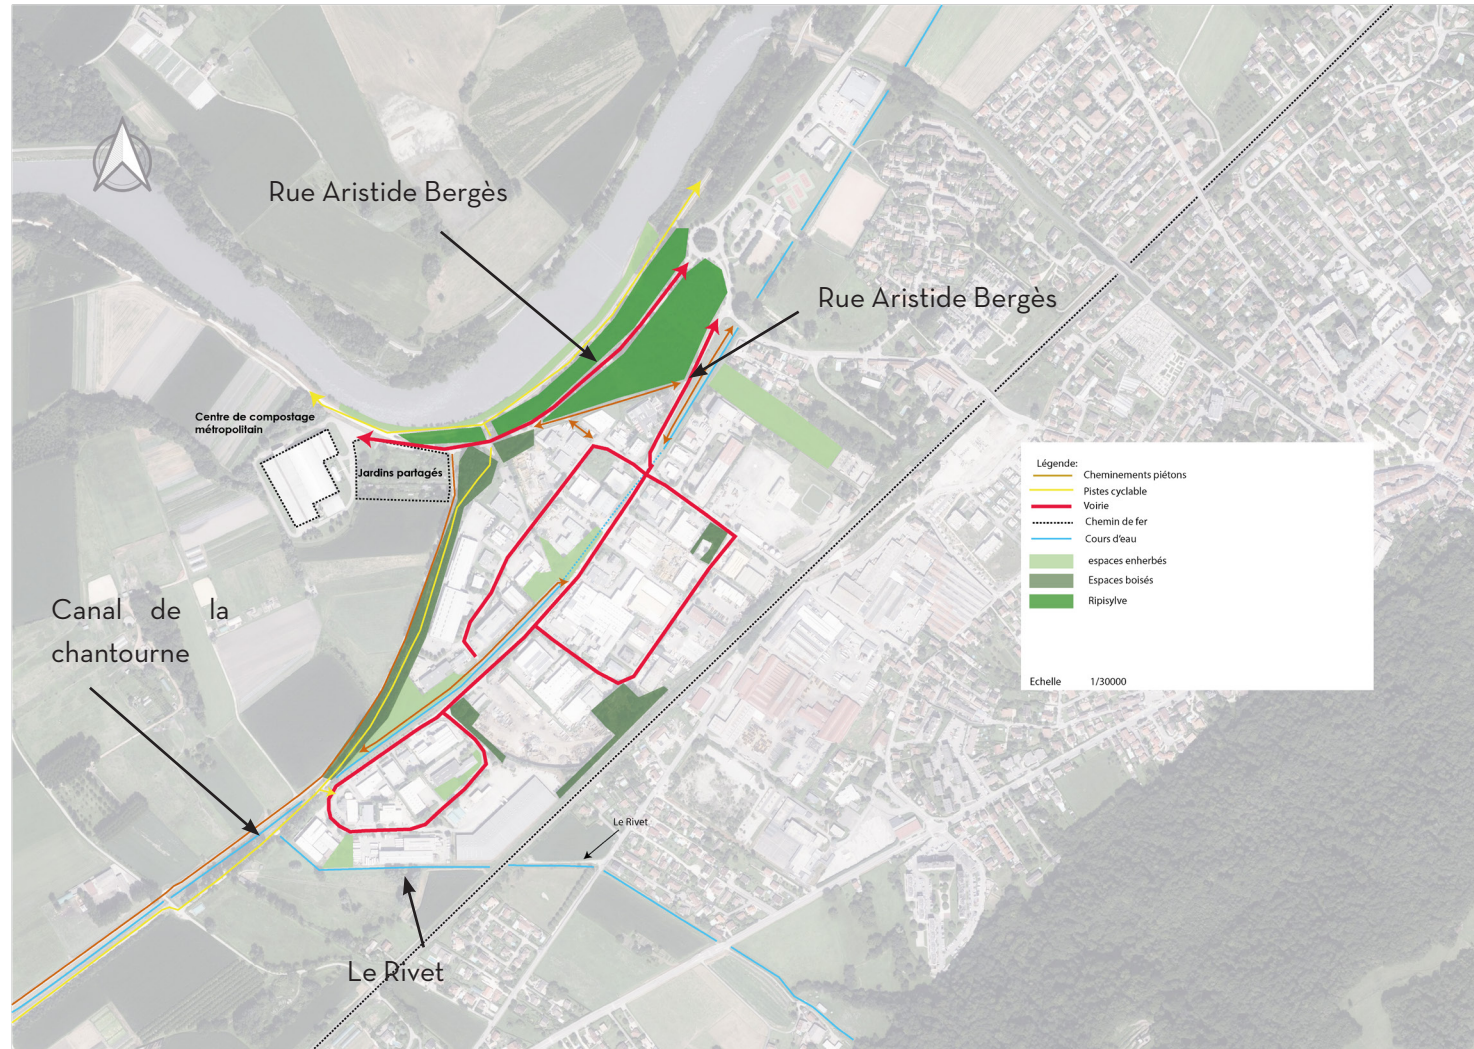 Rue Aristide Bergès
Rue Aristide Bergès
Centre de compostage
métropolitain
Jardins partagés
Légende:
Cheminements piétons
Pistes cyclable
Voirie
Chemin de fer
Cours d'eau
espaces enherbés
Espaces boisés
Ripisylve
Echelle 1/30000
Canal de la
chantourne
Le Rivet
Le Rivet